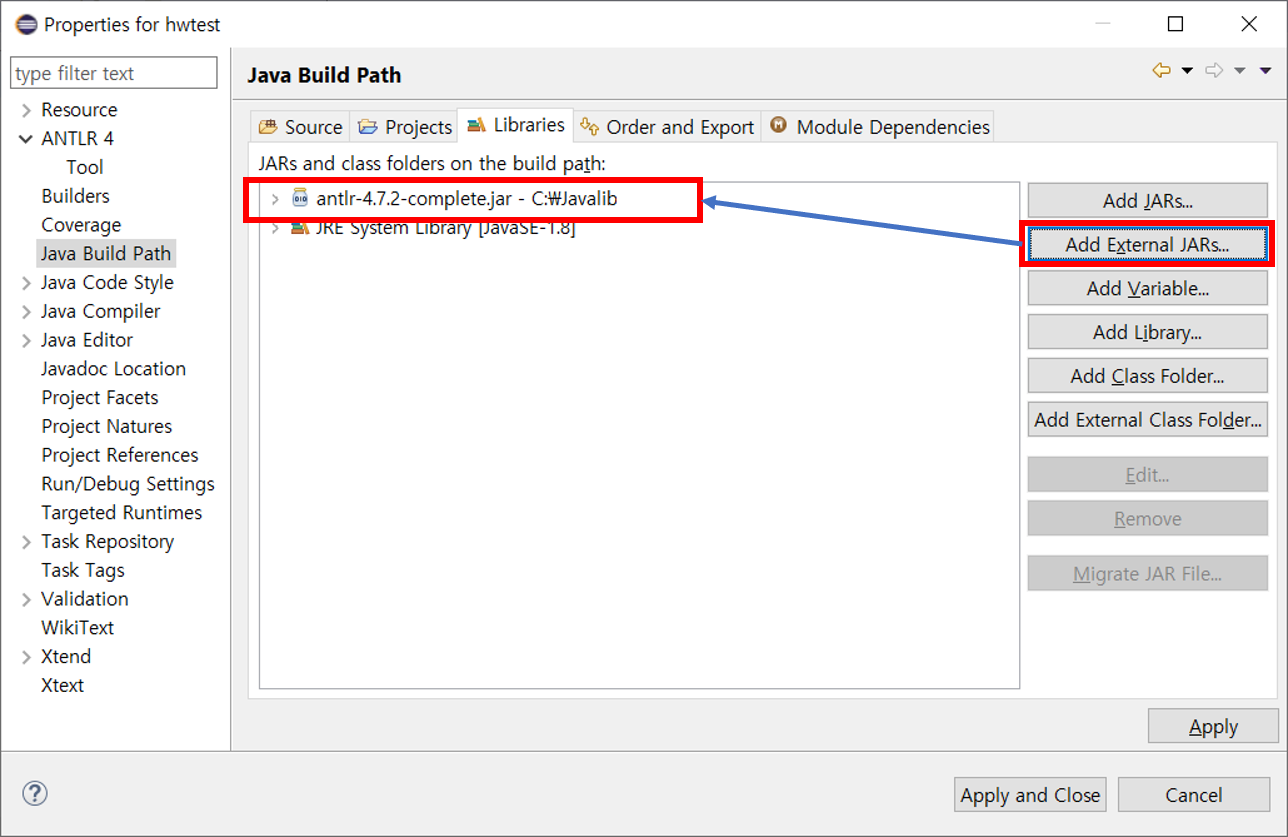 Properties for hwtest
type filter text
Resource
ANTLR 4
Tool
Builders
Coverage
Java Build Path
Java Code Style
Java Compiler
Java Editor
Javadoc Location
Project Facets
Project Natures
Project References
Run/Debug Settings
Targeted Runtimes
Task Repository
Task Tags
Validation
WikiText
Xtend
Xtext
Java Build Path
Source
Projects
Libraries
Order and Export
Module Dependencies
JARs and class folders on the build path:
antlr-4.7.2-complete.jar - C:₩Javalib
JRE System Library [JavaSE-1.8]
Add JARs...
Add External JARs...
Add Variable...
Add Library...
Add Class Folder...
Add External Class Folder...
Edit...
Remove
Migrate JAR File...
Apply
Apply and Close
Cancel